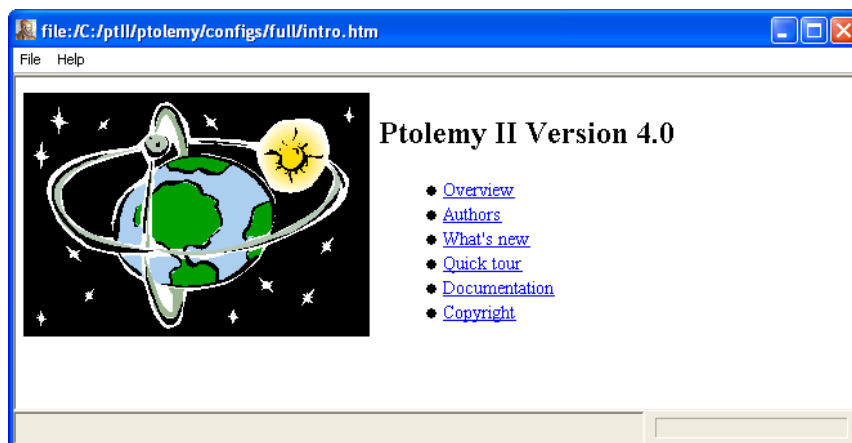 file:/C:/ptII/ptolemy/configs/full/intro.htm
File Help
Ptolemy II Version 4.0
Overview
Authors
What's new
Quick tour
Documentation
Copyright